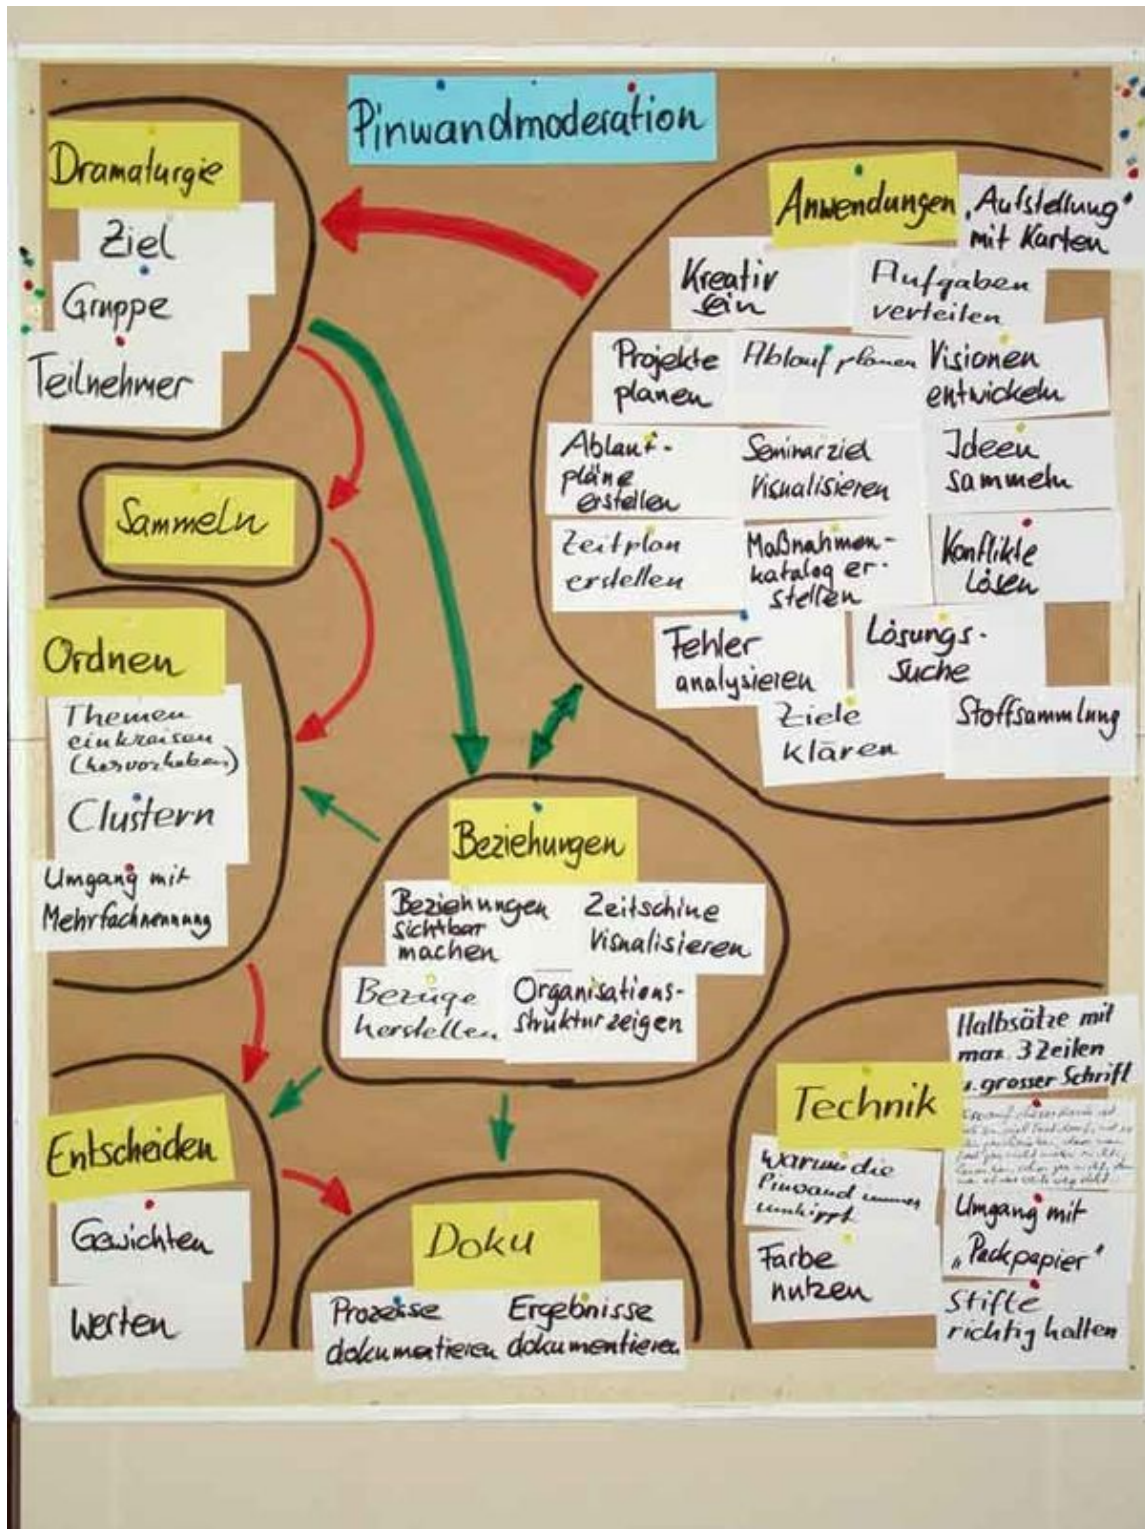 Pinwandmoderation
Dramaturgie
Ziel
Gruppe
Teilnehmer
Sammeln
Ordnen
Themen
einkreisen
(hervorheben)
Clustern
Umgang mit
Mehrfachnennung
Entscheiden
Gewichten
Werten
Anwendungen
"Aufstellung"
mit Karten
Kreativ
sein
Aufgaben
verteilen
Projekte
planen
Ablauf planen
Visionen
entwickeln
Ablauf-
pläne
erstellen
Seminarziel
visualisieren
Ideen
sammeln
Zeitplan
erstellen
Maßnahmen-
katalog er-
stellen
Konflikte
Lösen
Fehler
analysieren
Lösungs-
suche
Ziele
klären
Stoffsammlung
Beziehungen
Beziehungen
sichtbar
machen
Zeitschine
Visualisieren
Bezüge
herstellen
Organisations-
struktur zeigen
Doku
Prozesse
dokumentieren
Ergebnisse
dokumentieren
Technik
Halbsätze mit
max. 3 Zeilen
u. grosser Schrift
Warum die
Pinwand immer
umkippt
Umgang mit
"Packpapier"
Farbe
nutzen
Stifte
richtig halten